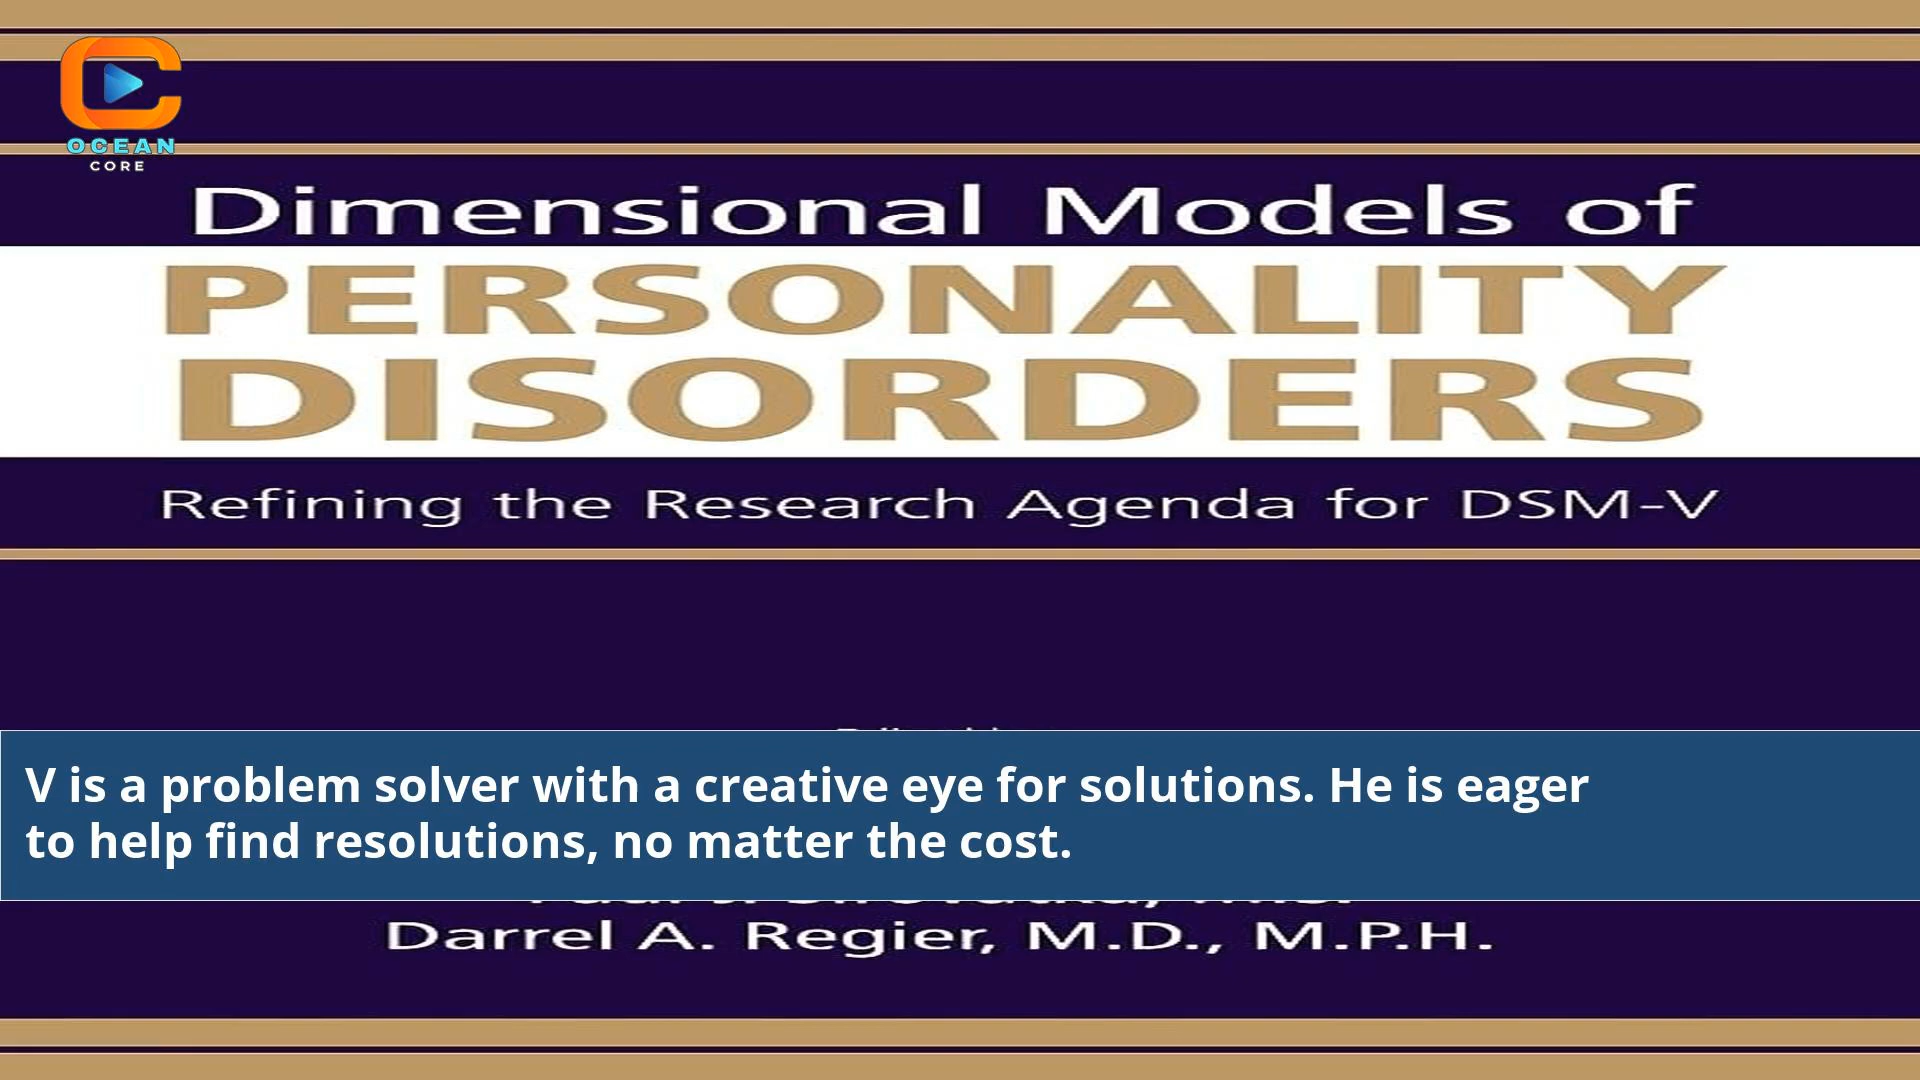 OCEAN
CORE
Dimensional Models of
PERSONALITY
DISORDERS
Refining the Research Agenda for DSM-V
V is a problem solver with a creative eye for solutions. He is eager
to help find resolutions, no matter the cost.
Darrel A. Regier, M.D., M.P.H.